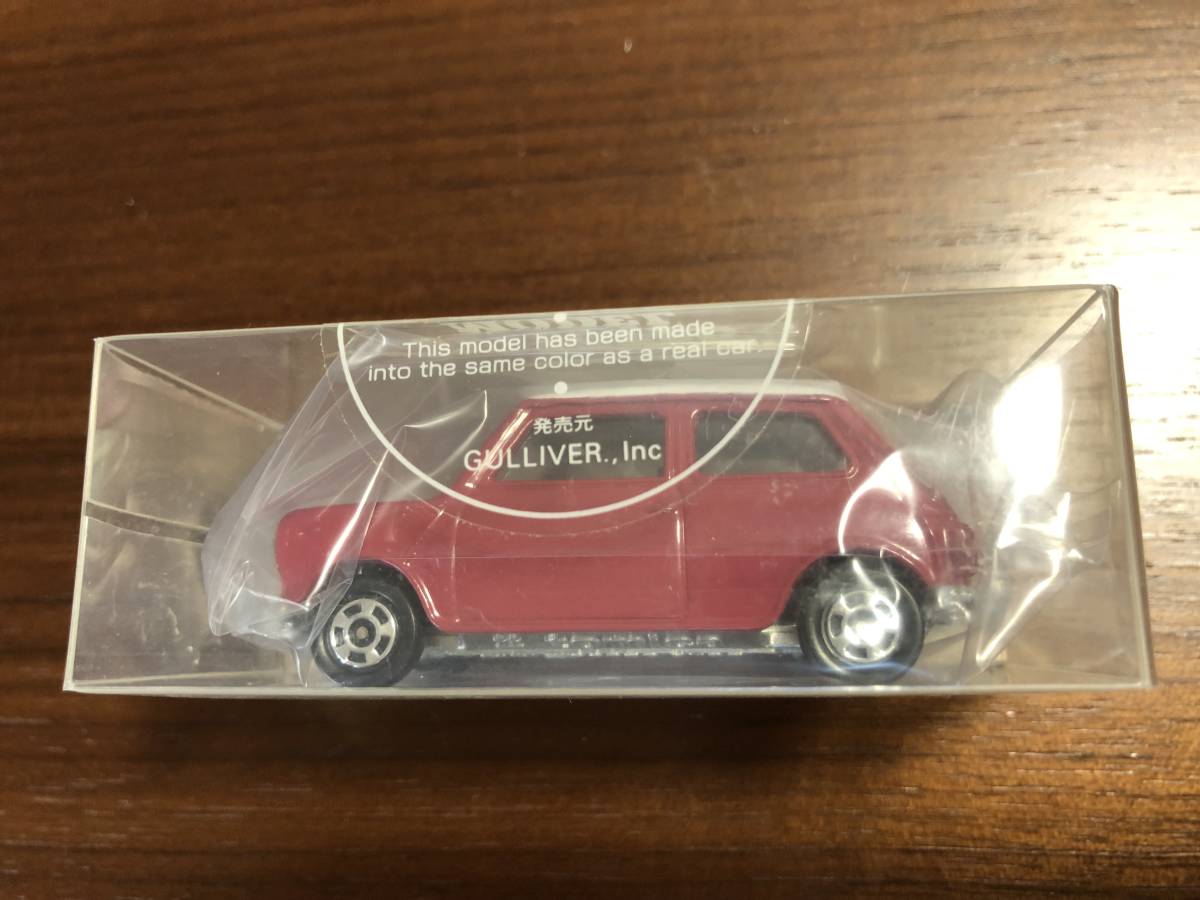 This model has been made
into the same color as a real car.
発売元
GULLIVER.,Inc